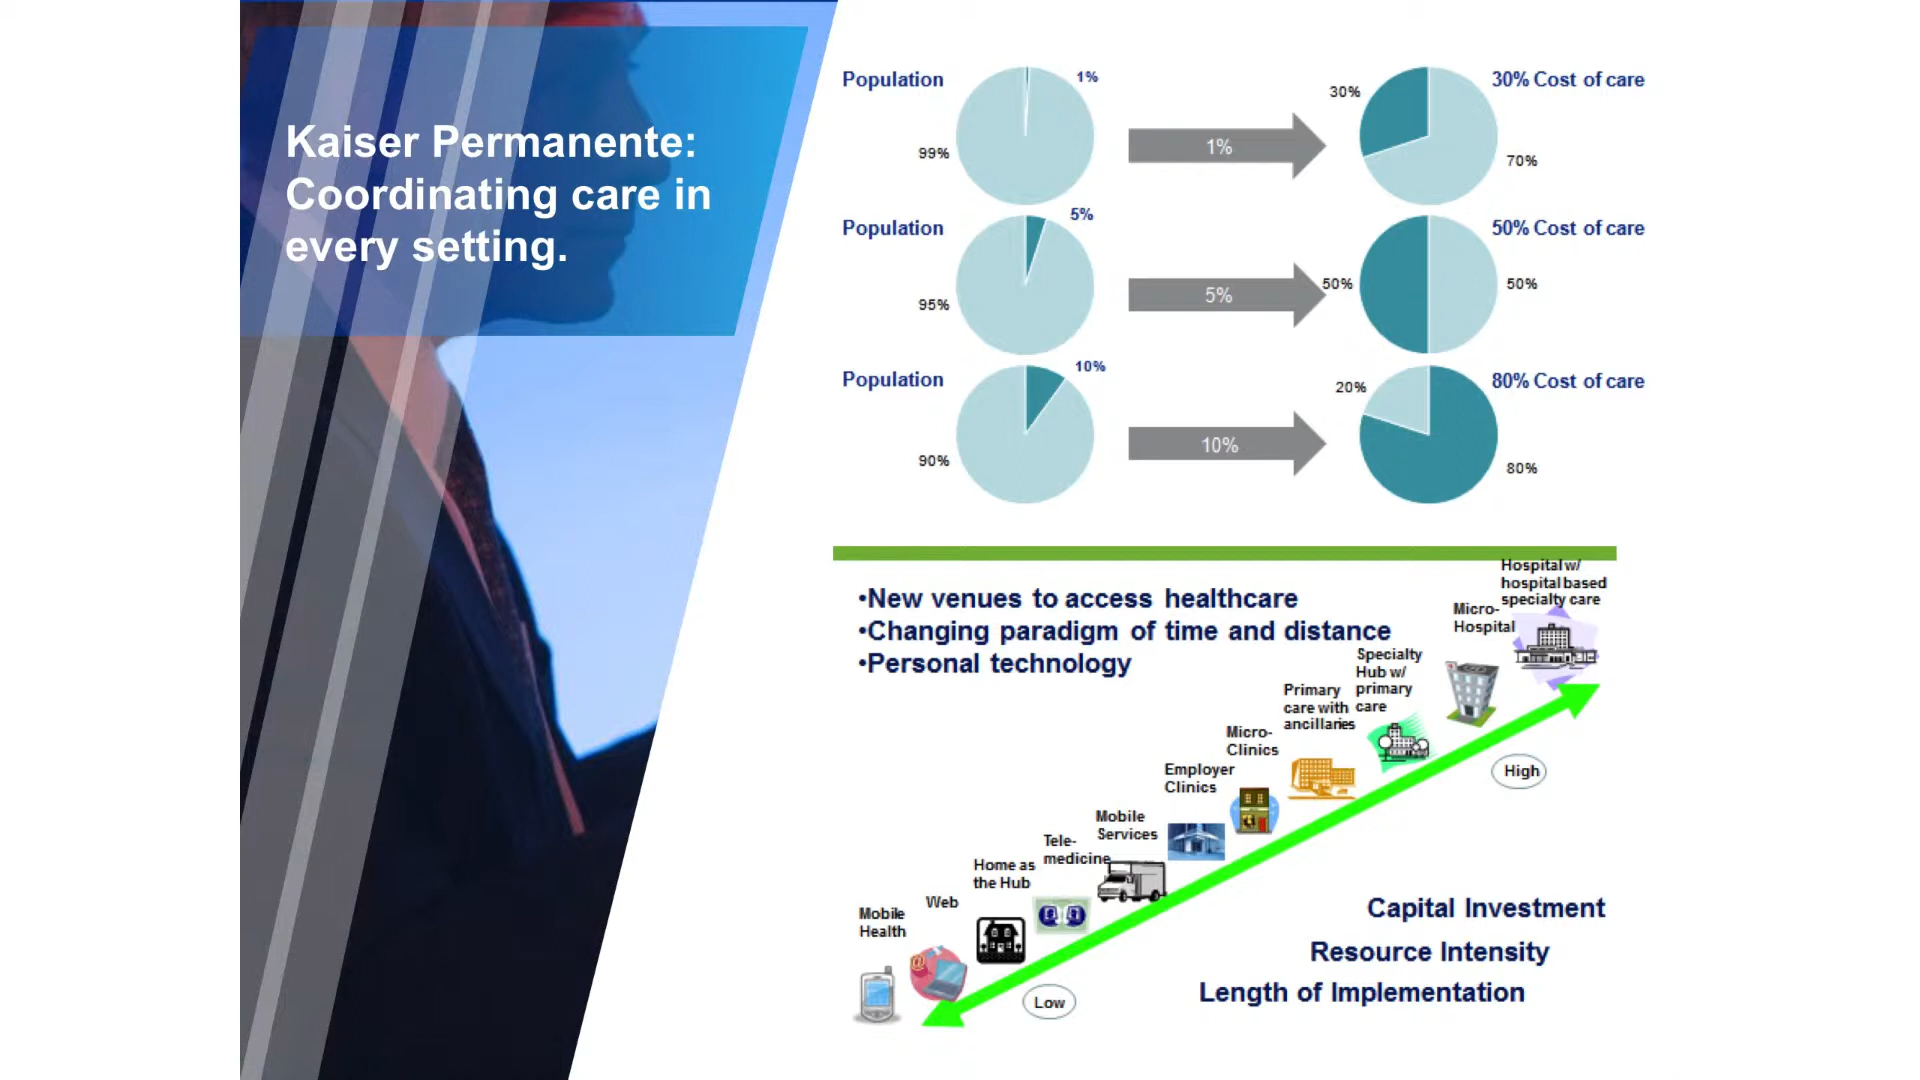 Kaiser Permanente:
Coordinating care in
every setting.
Population
1%
99%
1%
30%
30% Cost of care
70%
Population
5%
95%
5%
50%
50% Cost of care
50%
Population
10%
90%
10%
20%
80% Cost of care
80%
•New venues to access healthcare
•Changing paradigm of time and distance
•Personal technology
Hospital w/
hospital based
specialty care
Micro-
Hospital
Specialty
Hub w/
primary
care
Primary
care with
ancillaries
Micro-
Clinics
Employer
Clinics
Mobile
Services
Tele-
medicine
Home as
the Hub
Web
Mobile
Health
High
Low
Capital Investment
Resource Intensity
Length of Implementation